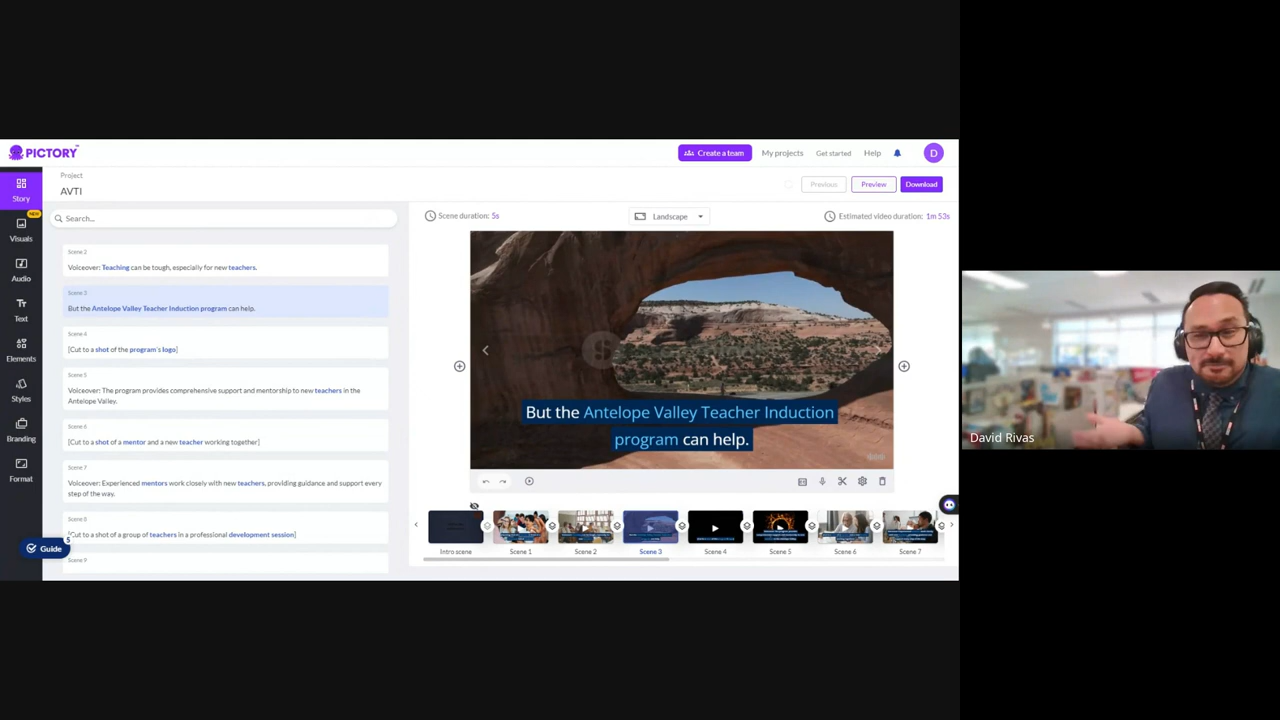 PICTORY
Create a team
My projects
Get started
Help
D
Project
AVTI
Previous
Preview
Download
Story
NEW
Visuals
Audio
Text
Elements
Styles
Branding
Format
Search...
Scene 2
Voiceover: Teaching can be tough, especially for new teachers.
Scene 3
But the Antelope Valley Teacher Induction program can help.
Scene 4
[Cut to a shot of the program's logo]
Scene 5
Voiceover: The program provides comprehensive support and mentorship to new teachers in the
Antelope Valley.
Scene 6
[Cut to a shot of a mentor and a new teacher working together]
Scene 7
Voiceover: Experienced mentors work closely with new teachers, providing guidance and support every
step of the way.
Scene 8
[Cut to a shot of a group of teachers in a professional development session]
Scene 9
Guide
5
Scene duration: 5s
Landscape
Estimated video duration: 1m 53s
But the Antelope Valley Teacher Induction
program can help.
Intro scene
Scene 1
Scene 2
Scene 3
Scene 4
Scene 5
Scene 6
Scene 7
David Rivas